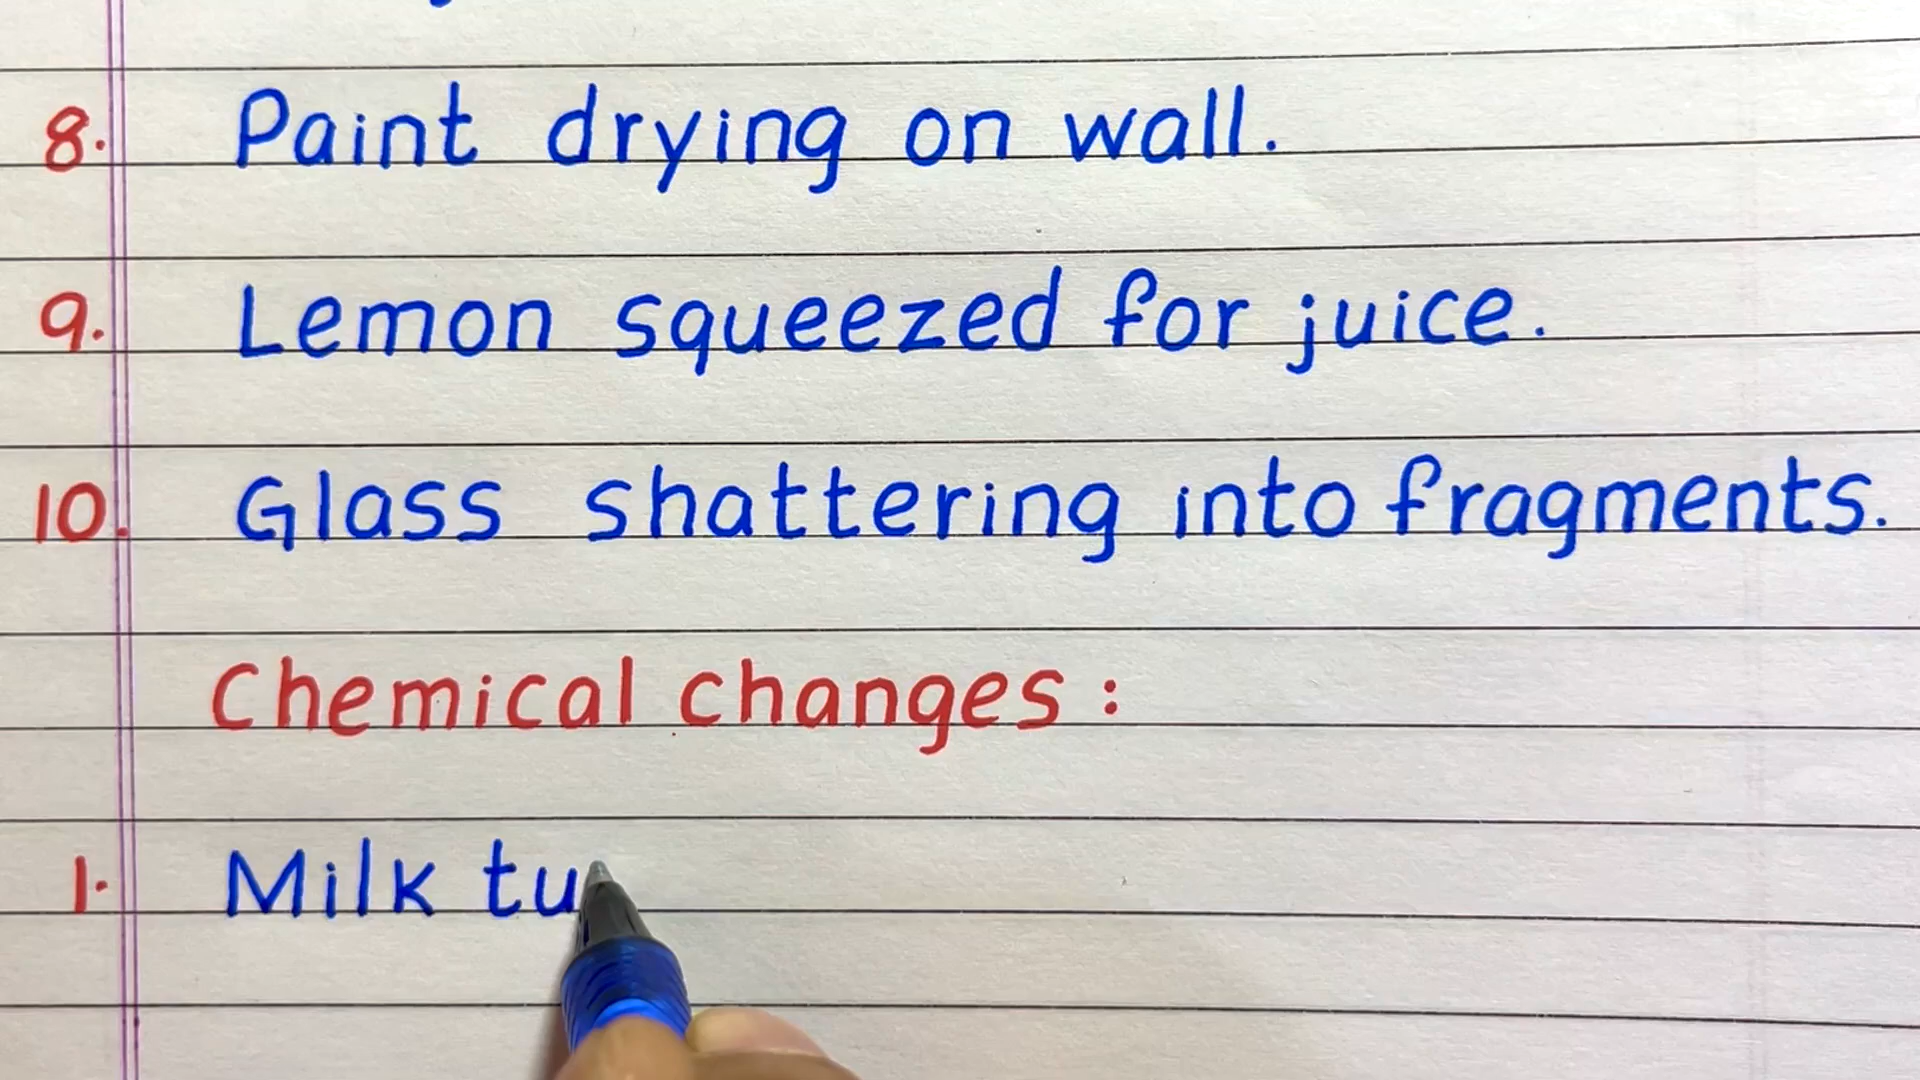 8. Paint drying on wall.
9. Lemon squeezed for juice.
10. Glass shattering into fragments.
Chemical changes :
1. Milk tu